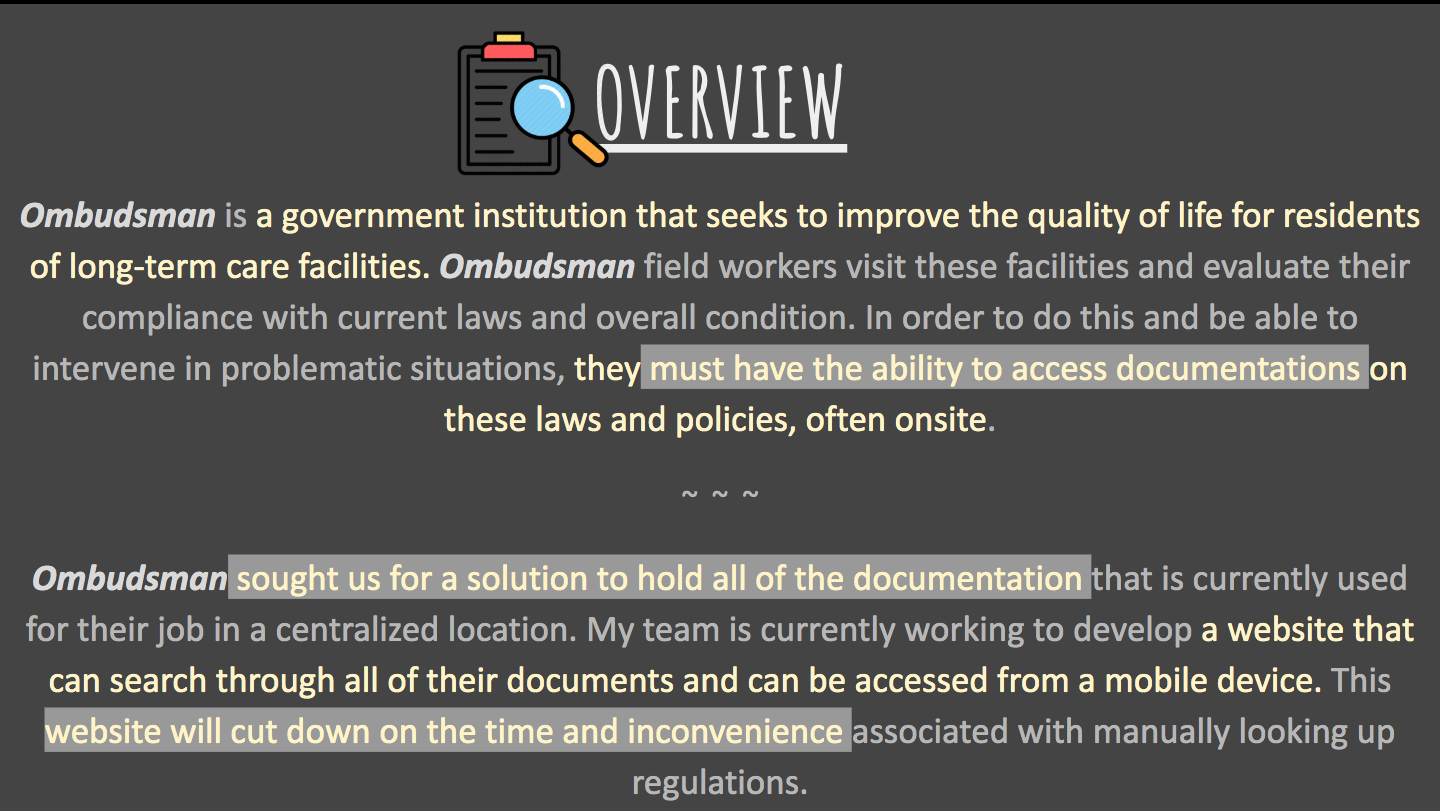 OVERVIEW
Ombudsman is a government institution that seeks to improve the quality of life for residents
of long-term care facilities. Ombudsman field workers visit these facilities and evaluate their
compliance with current laws and overall condition. In order to do this and be able to
intervene in problematic situations, they must have the ability to access documentations on
these laws and policies, often onsite.
~ ~ ~
Ombudsman sought us for a solution to hold all of the documentation that is currently used
for their job in a centralized location. My team is currently working to develop a website that
can search through all of their documents and can be accessed from a mobile device. This
website will cut down on the time and inconvenience associated with manually looking up
regulations.